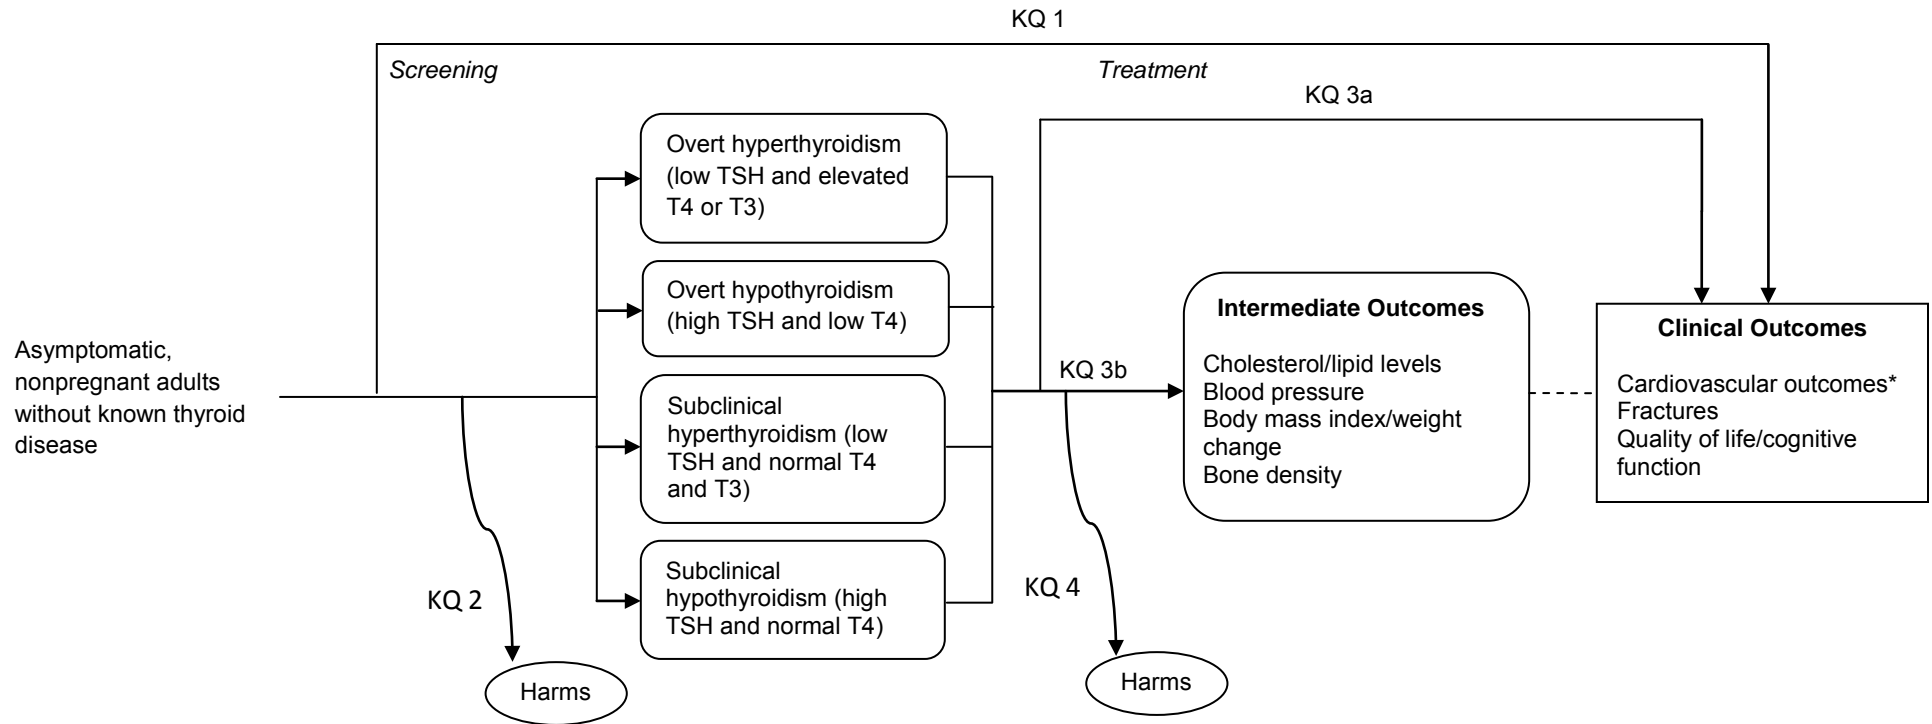 KQ 1
Screening
Treatment
KQ 3a
Overt hyperthyroidism
(low TSH and elevated
T4 or T3)
Overt hypothyroidism
(high TSH and low T4)
Asymptomatic,
nonpregnant adults
without known thyroid
disease
Subclinical
hyperthyroidism (low
TSH and normal T4
and T3)
Subclinical
hypothyroidism (high
TSH and normal T4)
KQ 2
Harms
KQ 3b
KQ 4
Harms
Intermediate Outcomes
Cholesterol/lipid levels
Blood pressure
Body mass index/weight
change
Bone density
Clinical Outcomes
Cardiovascular outcomes*
Fractures
Quality of life/cognitive
function